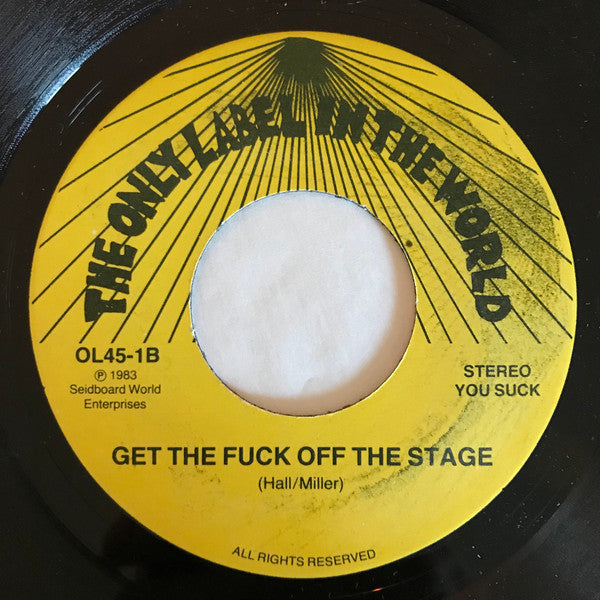 THE ONLY LABEL IN THE WORLD
OL45-1B
Ⓟ 1983
Seidboard World
Enterprises
STEREO
YOU SUCK
GET THE FUCK OFF THE STAGE
(Hall/Miller)
ALL RIGHTS RESERVED